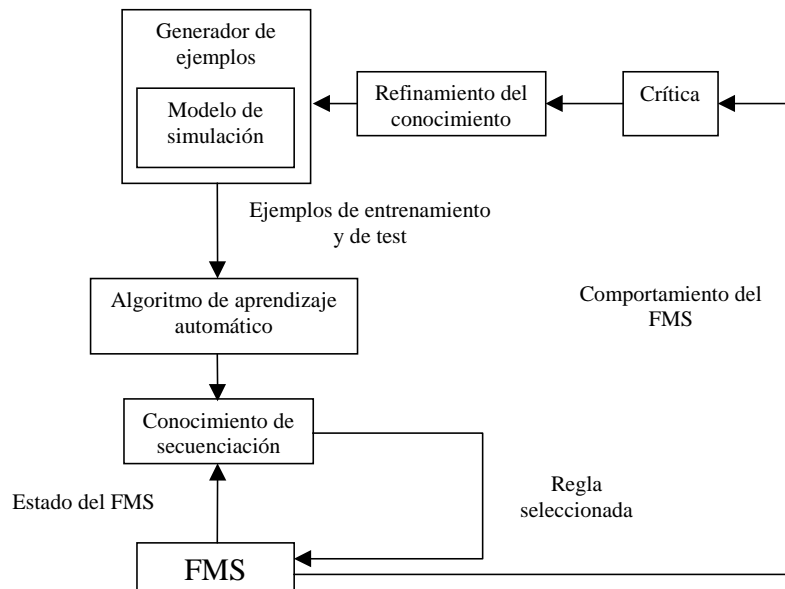 Generador de
ejemplos
Modelo de
simulación
Refinamiento del
conocimiento
Crítica
Ejemplos de entrenamiento
y de test
Algoritmo de aprendizaje
automático
Comportamiento del
FMS
Conocimiento de
secuenciación
Estado del FMS
Regla
seleccionada
FMS